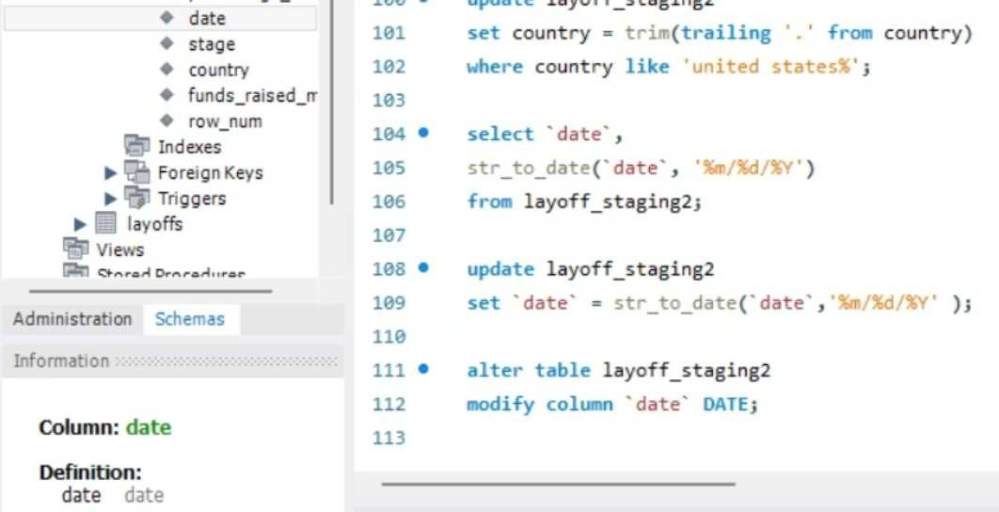 date
stage
country
funds_raised_m
row_num
Indexes
Foreign Keys
Triggers
layoffs
Views
Stored Procedures
Administration Schemas
Information
Column: date
Definition:
date date
100 update layoff_staging2
101 set country = trim(trailing '.' from country)
102 where country like 'united states%';
103
104 select `date`,
105 str_to_date(`date`, '%m/%d/%Y')
106 from layoff_staging2;
107
108 update layoff_staging2
109 set `date` = str_to_date(`date`,'%m/%d/%Y' );
110
111 alter table layoff_staging2
112 modify column `date` DATE;
113